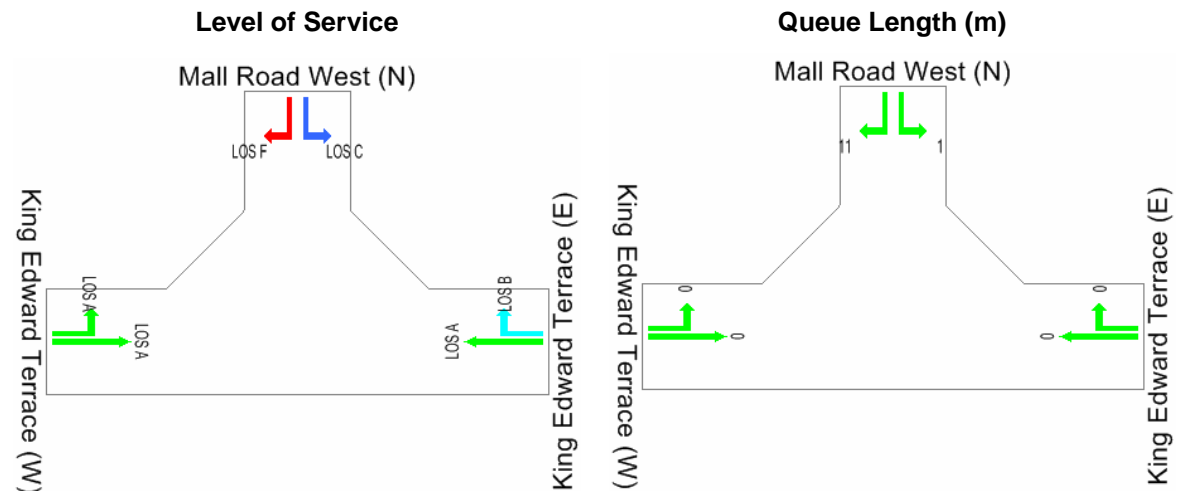 Level of Service
Mall Road West (N)
LOS F
LOS C
King Edward Terrace (W)
LOS A
LOS A
LOS B
LOS A
King Edward Terrace (E)
Queue Length (m)
Mall Road West (N)
11
1
King Edward Terrace (W)
0
0
0
0
King Edward Terrace (E)